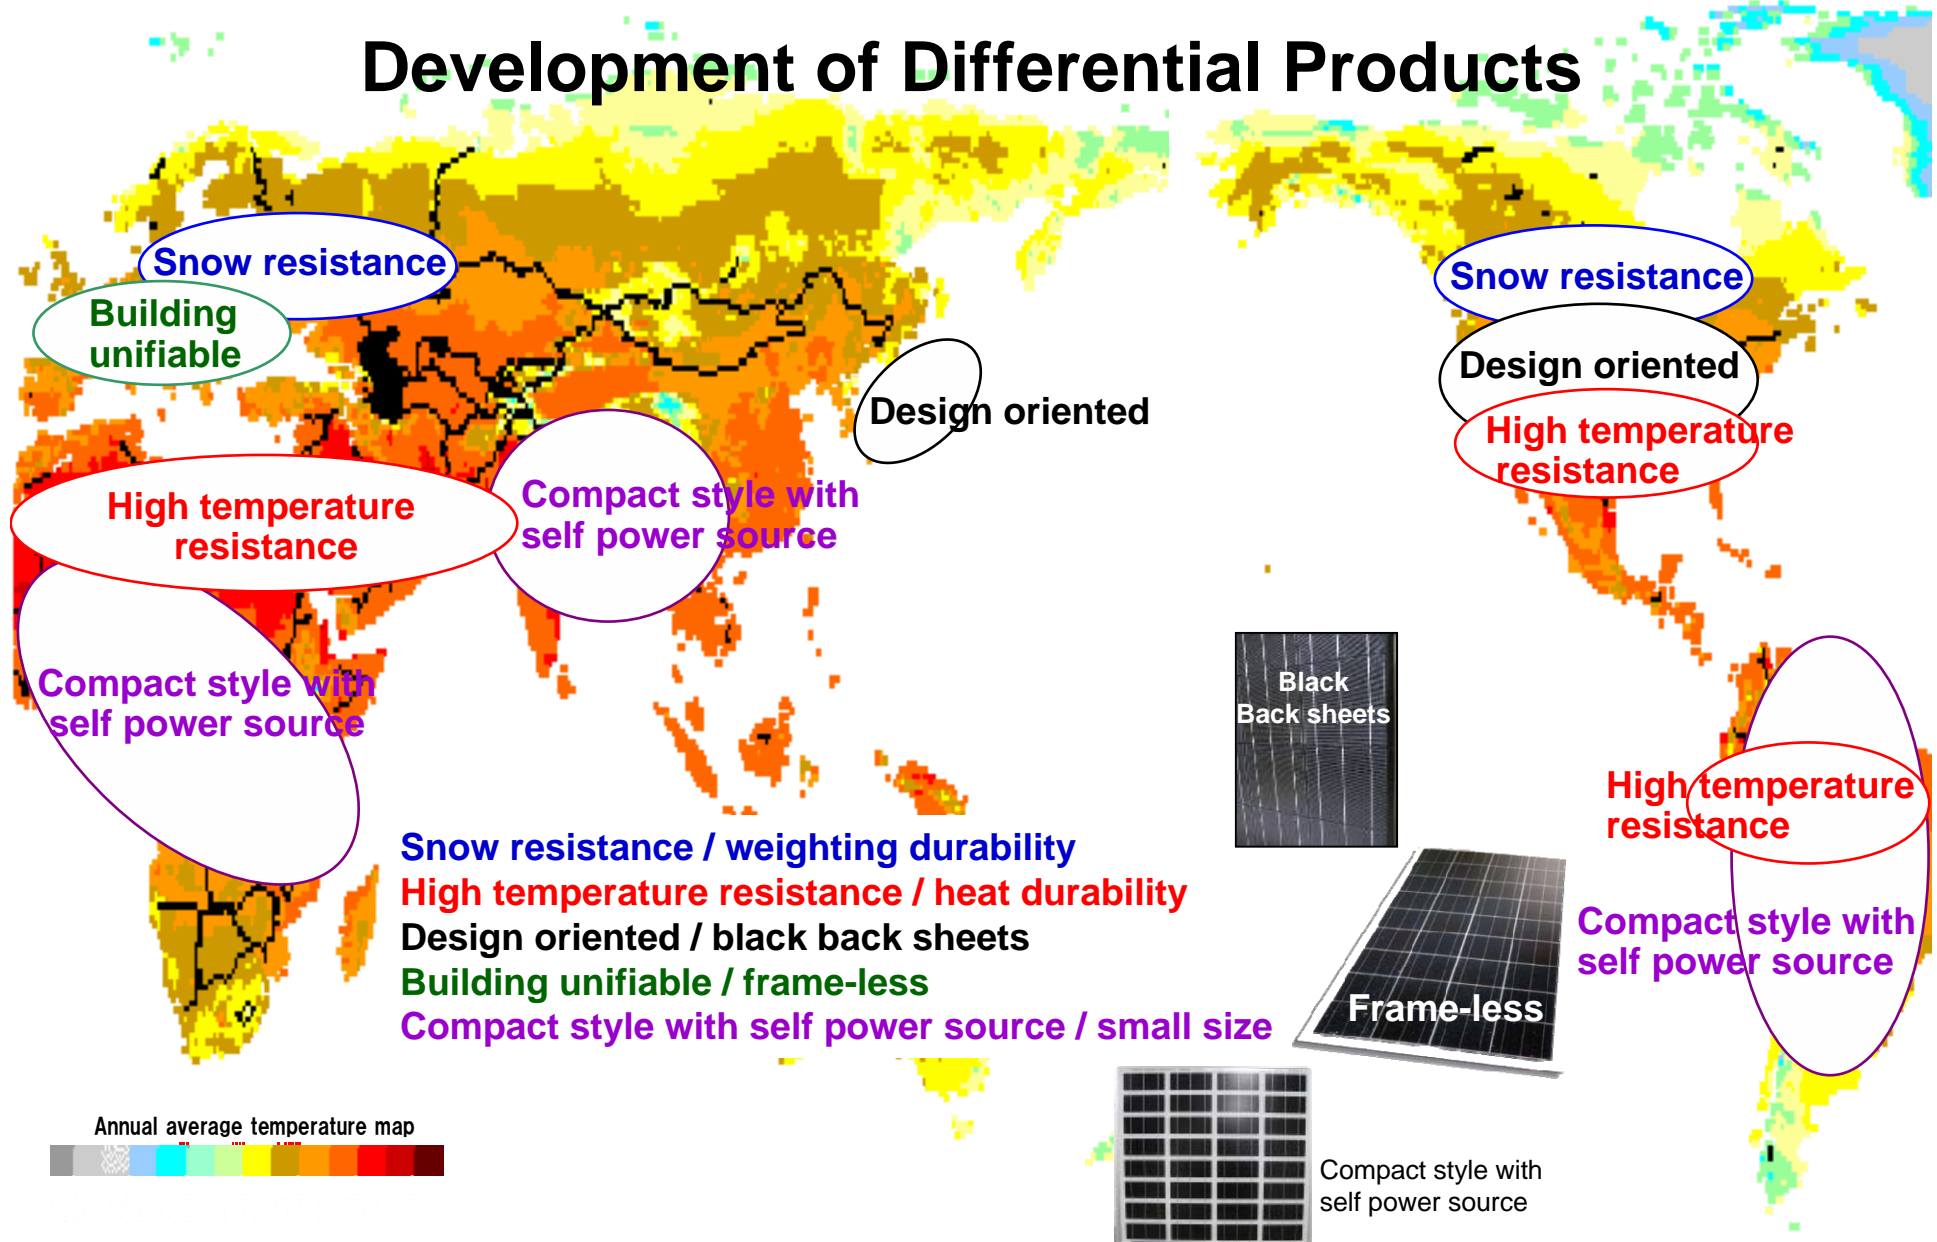 Development of Differential Products
Snow resistance
Building
unifiable
High temperature
resistance
Compact style with
self power source
Compact style with
self power source
Design oriented
Snow resistance
Design oriented
High temperature
resistance
High temperature
resistance
Compact style with
self power source
Black
Back sheets
Frame-less
Snow resistance / weighting durability
High temperature resistance / heat durability
Design oriented / black back sheets
Building unifiable / frame-less
Compact style with self power source / small size
Annual average temperature map
Compact style with
self power source